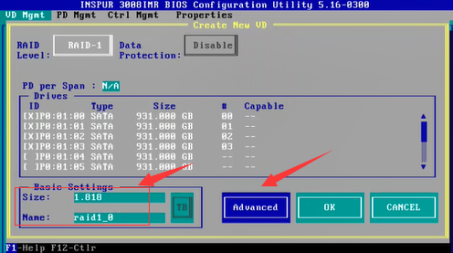 INSPUR 3008IMR BIOS Configuration Utility 5.16-0300
VD Mgmt PD Mgmt Ctrl Mgmt Properties
Create New VD
RAID Level: RAID-1 Data Protection: Disable
PD per Span : N/A
Drives
ID Type Size # Capable
[X]P0:01:00 SATA 931.000 GB 00 --
[X]P0:01:01 SATA 931.000 GB 01 --
[X]P0:01:02 SATA 931.000 GB 02 --
[X]P0:01:03 SATA 931.000 GB 03 --
[ ]P0:01:04 SATA 931.000 GB -- --
[ ]P0:01:05 SATA 931.000 GB -- --
Basic Settings
Size: 1.818 TB
Name: raid1_0
Advanced OK CANCEL
F1-Help F12-Ctlr